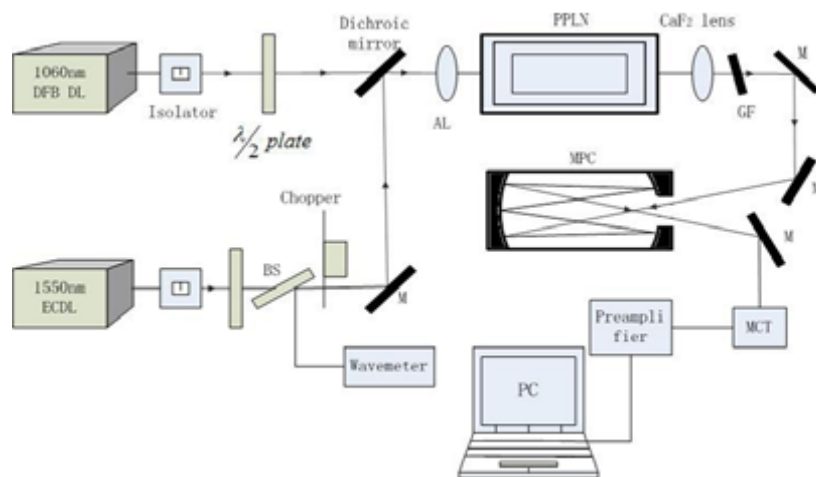 Dichroic
mirror
PPLN
CaF₂ lens
M
1060nm
DFB DL
Isolator
AL
GF
λ/2 plate
MPC
M
Chopper
M
BS
1550nm
ECDL
M
Preampli
fier
MCT
Wavemeter
PC